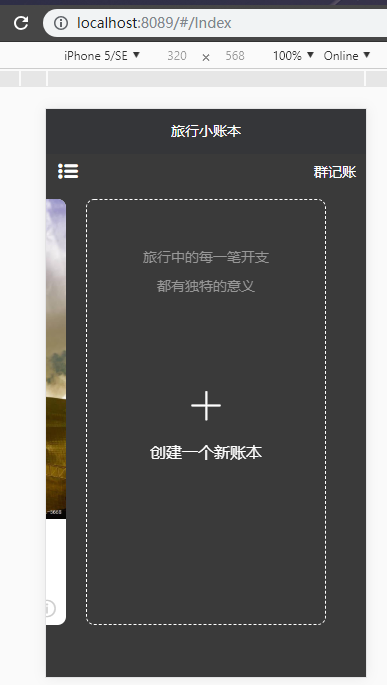 localhost:8089/#/Index
iPhone 5/SE ▼ 320 × 568 100% ▼ Online ▼
旅行小账本
群记账
旅行中的每一笔开支
都有独特的意义
创建一个新账本